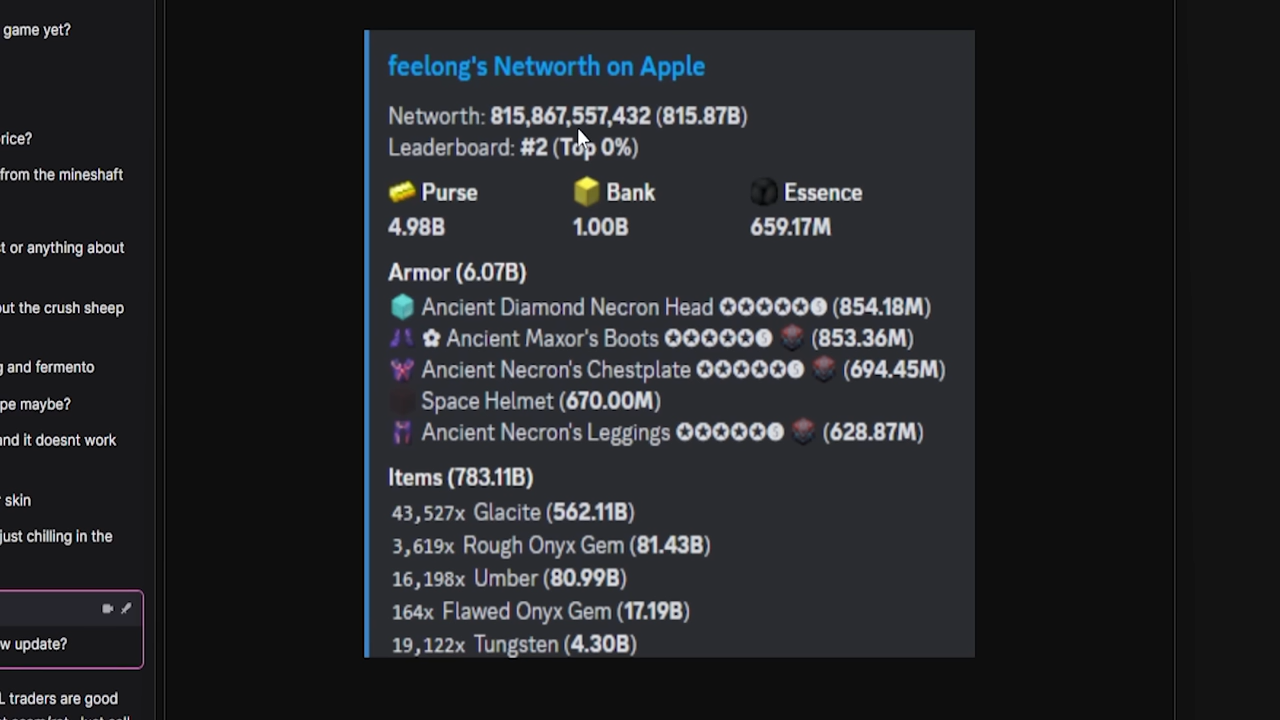 game yet?
rice?
from the mineshaft
t or anything about
out the crush sheep
g and fermento
pe maybe?
and it doesnt work
skin
just chilling in the
w update?
L traders are good
feelong's Networth on Apple
Networth: 815,867,557,432 (815.87B)
Leaderboard: #2 (Top 0%)
Purse Bank Essence
4.98B 1.00B 659.17M
Armor (6.07B)
Ancient Diamond Necron Head ✪✪✪✪✪➎ (854.18M)
✿ Ancient Maxor's Boots ✪✪✪✪✪➎ (853.36M)
Ancient Necron's Chestplate ✪✪✪✪✪➎ (694.45M)
Space Helmet (670.00M)
Ancient Necron's Leggings ✪✪✪✪✪➎ (628.87M)
Items (783.11B)
43,527x Glacite (562.11B)
3,619x Rough Onyx Gem (81.43B)
16,198x Umber (80.99B)
164x Flawed Onyx Gem (17.19B)
19,122x Tungsten (4.30B)